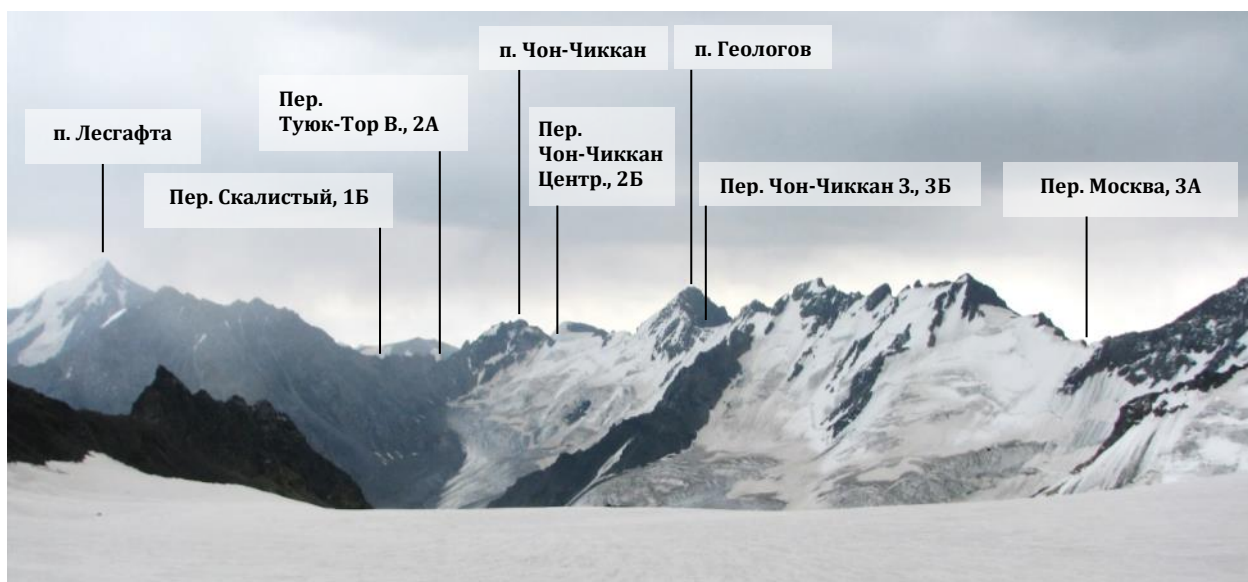 п. Чон-Чиккан
п. Геологов
Пер.
Туюк-Тор В., 2А
п. Лесгафта
Пер.
Чон-Чиккан
Центр., 2Б
Пер. Скалистый, 1Б
Пер. Чон-Чиккан З., 3Б
Пер. Москва, 3А